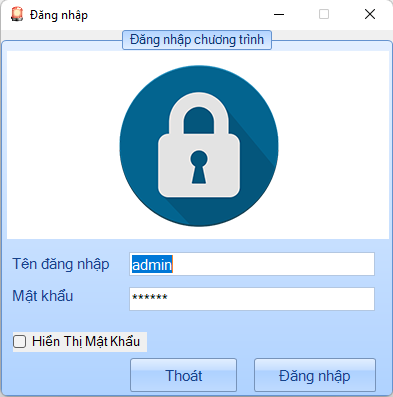 Đăng nhập
Đăng nhập chương trình
Tên đăng nhập
admin
Mật khẩu
******
Hiển Thị Mật Khẩu
Thoát
Đăng nhập